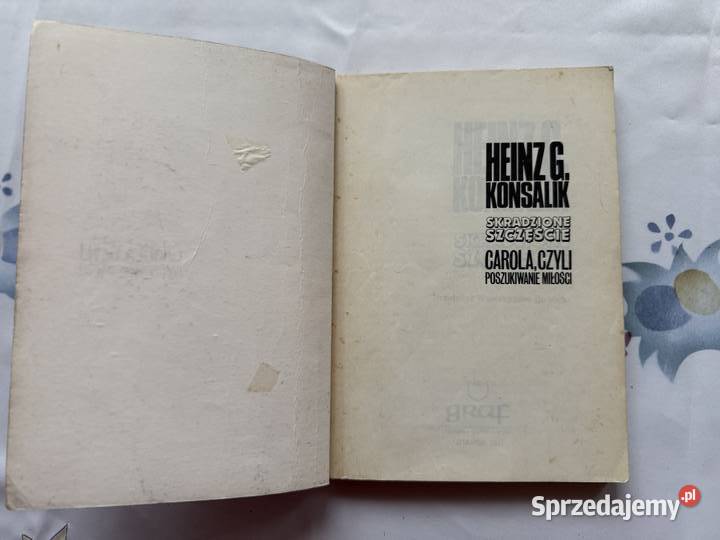 HEINZ G.
KONSALIK
SKRADZIONE
SZCZĘŚCIE
CAROLA, CZYLI
POSZUKIWANIE MIŁOŚCI
Sprzedajemy.pl